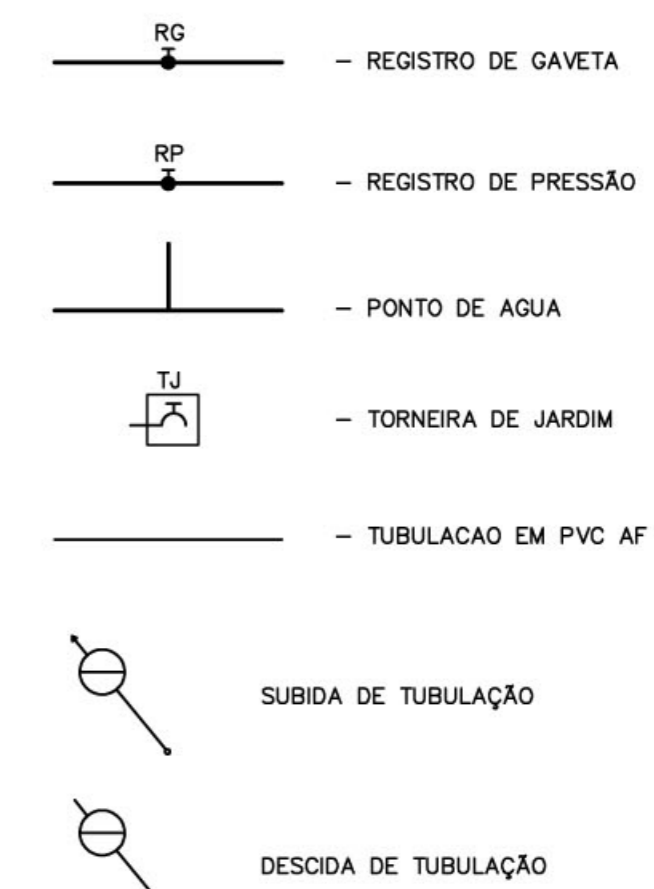 RG
— REGISTRO DE GAVETA
RP
— REGISTRO DE PRESSÃO
— PONTO DE AGUA
TJ
— TORNEIRA DE JARDIM
— TUBULACAO EM PVC AF
SUBIDA DE TUBULAÇÃO
DESCIDA DE TUBULAÇÃO